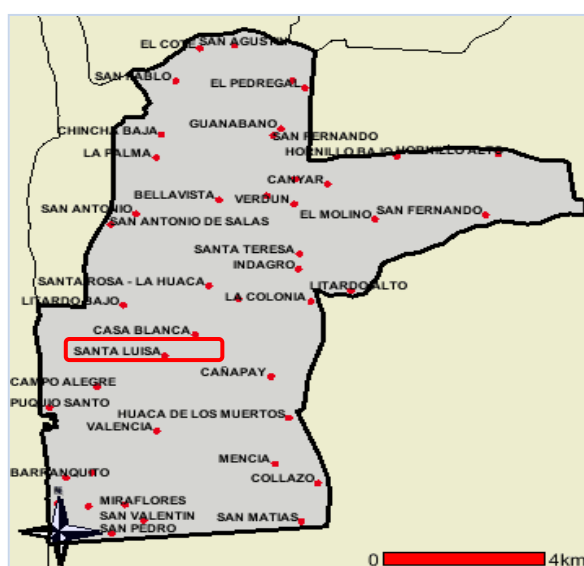 EL COTE
SAN AGUSTIN
SAN PABLO
EL PEDREGAL
GUANABANO
CHINCHA BAJA
SAN FERNANDO
LA PALMA
HORNILLO BAJO
HORNILLO ALTO
CANYAR
BELLAVISTA
VERDUN
SAN ANTONIO
SAN ANTONIO DE SALAS
EL MOLINO
SAN FERNANDO
SANTA TERESA
INDAGRO
SANTA ROSA - LA HUACA
LITARDO ALTO
LITARDO BAJO
LA COLONIA
CASA BLANCA
SANTA LUISA
CAÑAPAY
CAMPO ALEGRE
PUQUIO SANTO
HUACA DE LOS MUERTOS
VALENCIA
MENCIA
BARRANQUITO
COLLAZO
N
MIRAFLORES
SAN VALENTIN
SAN MATIAS
SAN PEDRO
0 4km